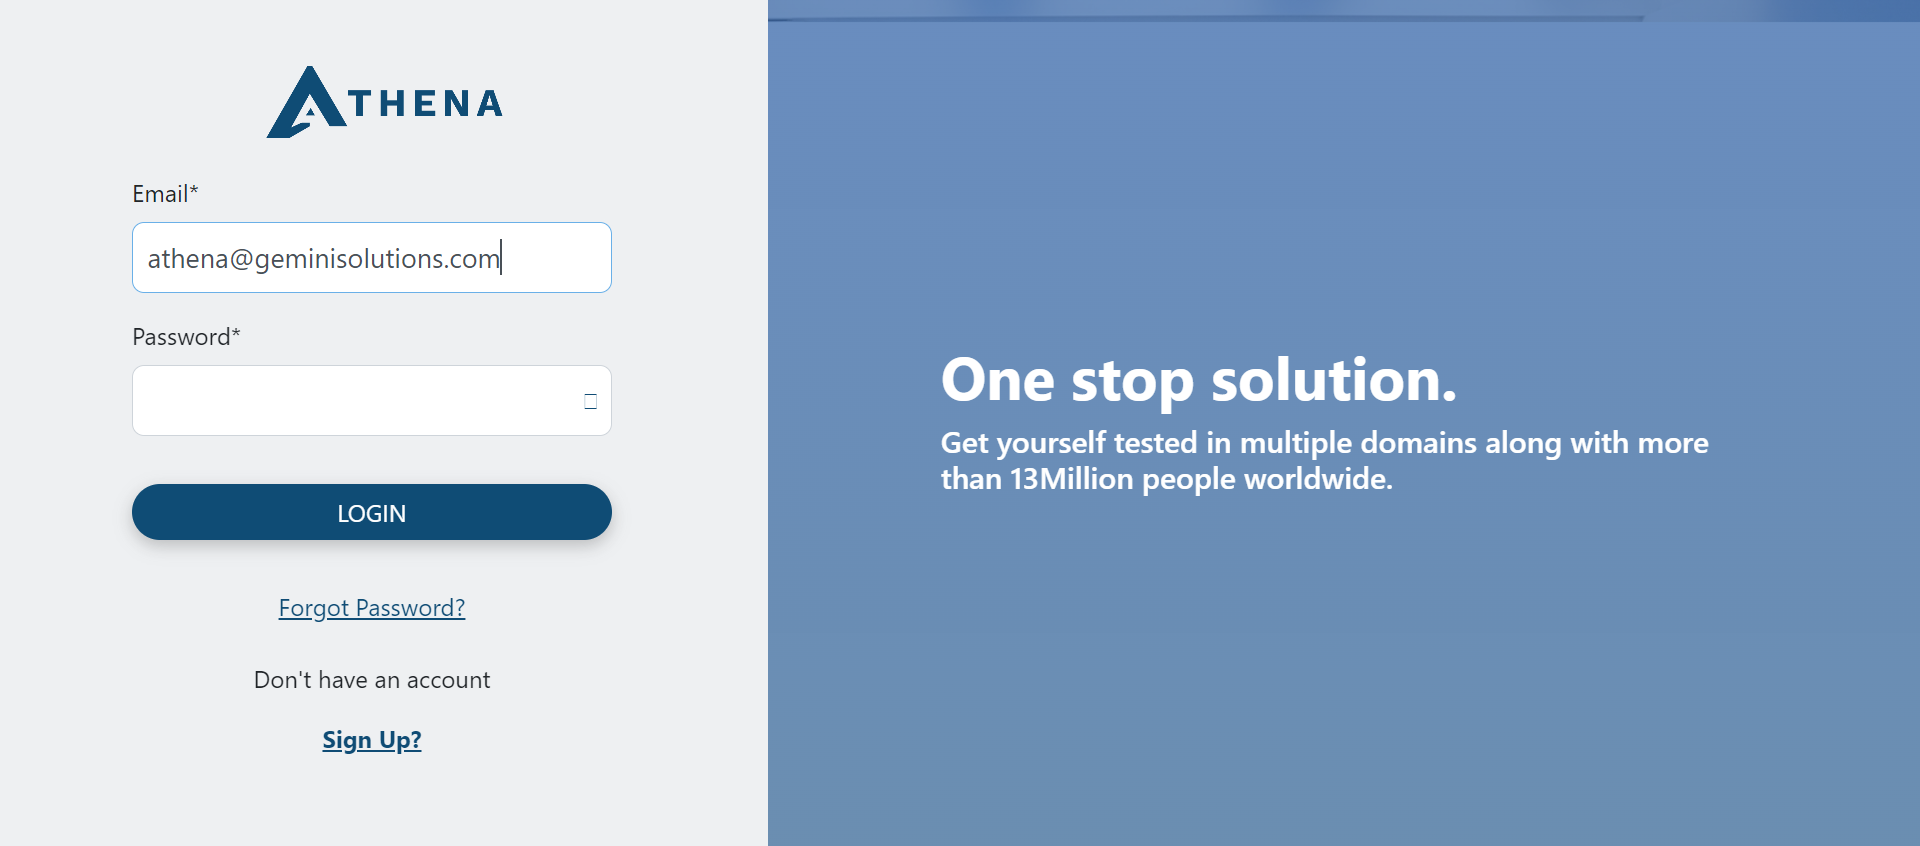 ATHENA
Email*
athena@geminisolutions.com
Password*
LOGIN
Forgot Password?
Don't have an account
Sign Up?
One stop solution.
Get yourself tested in multiple domains along with more
than 13Million people worldwide.